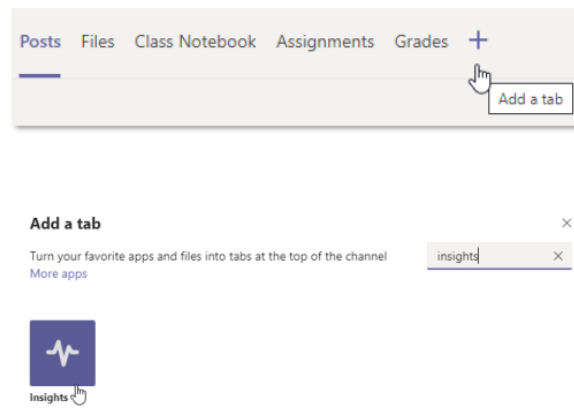 Posts Files Class Notebook Assignments Grades +
Add a tab
Add a tab
Turn your favorite apps and files into tabs at the top of the channel
insights
More apps
Insights